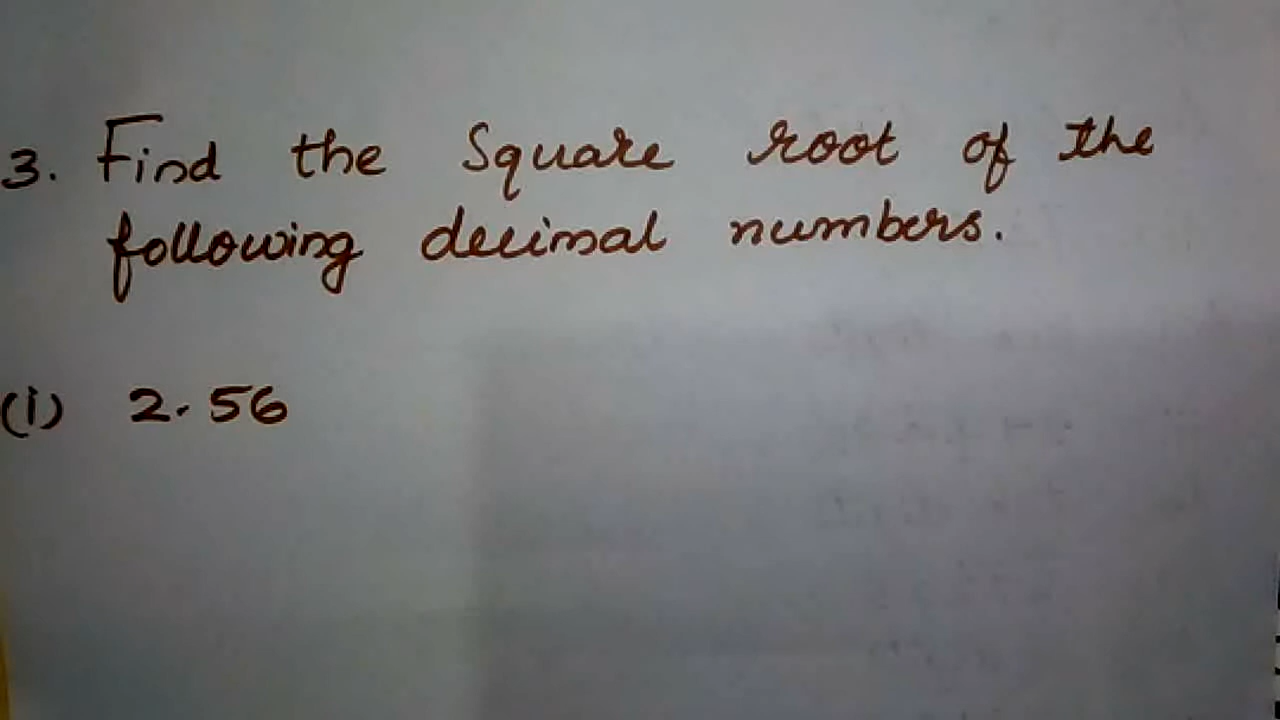 3. Find the Square root of the
following decimal numbers.
(i) 2.56